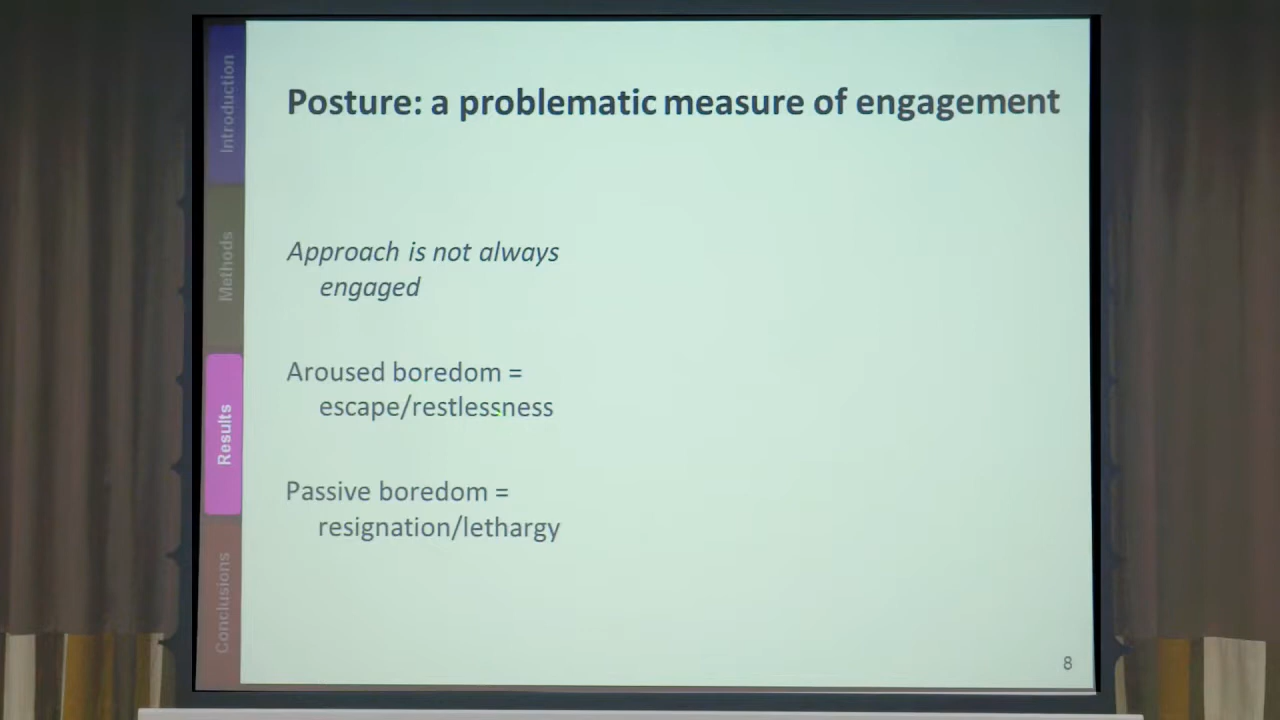 Introduction
Methods
Results
Conclusions
Posture: a problematic measure of engagement
Approach is not always
engaged
Aroused boredom =
escape/restlessness
Passive boredom =
resignation/lethargy
8